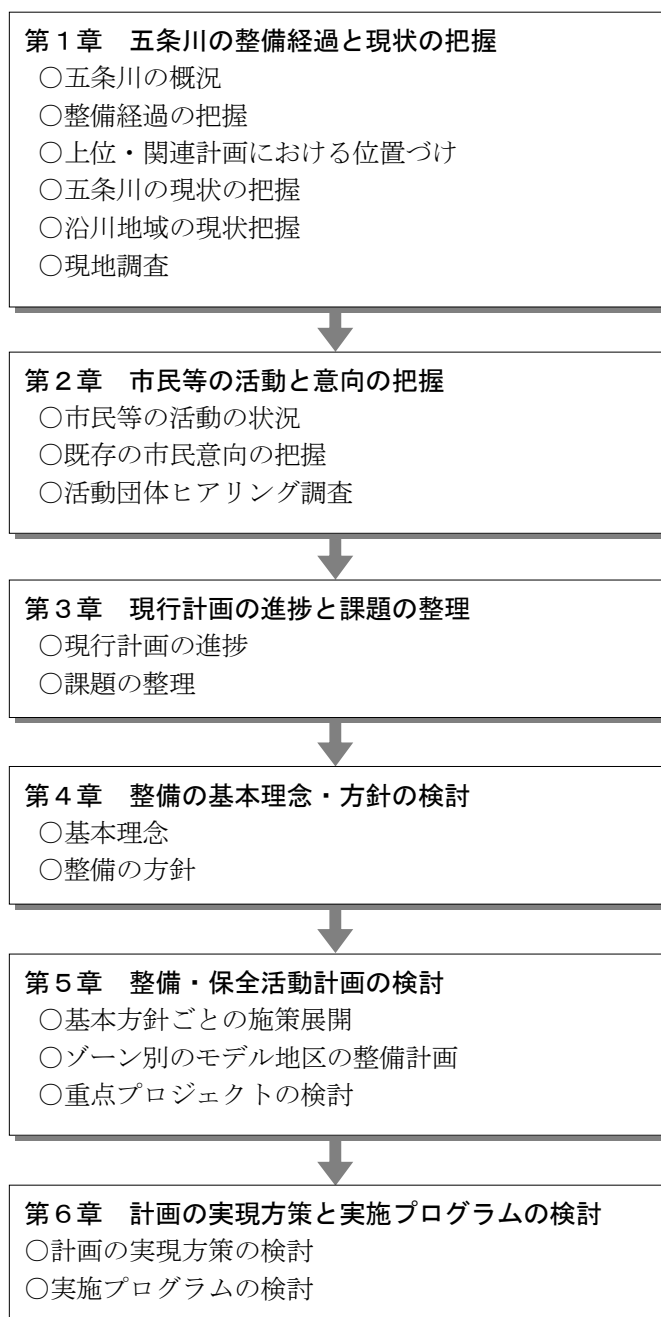 第１章　五条川の整備経過と現状の把握
○五条川の概況
○整備経過の把握
○上位・関連計画における位置づけ
○五条川の現状の把握
○沿川地域の現状把握
○現地調査
第２章　市民等の活動と意向の把握
○市民等の活動の状況
○既存の市民意向の把握
○活動団体ヒアリング調査
第３章　現行計画の進捗と課題の整理
○現行計画の進捗
○課題の整理
第４章　整備の基本理念・方針の検討
○基本理念
○整備の方針
第５章　整備・保全活動計画の検討
○基本方針ごとの施策展開
○ゾーン別のモデル地区の整備計画
○重点プロジェクトの検討
第６章　計画の実現方策と実施プログラムの検討
○計画の実現方策の検討
○実施プログラムの検討